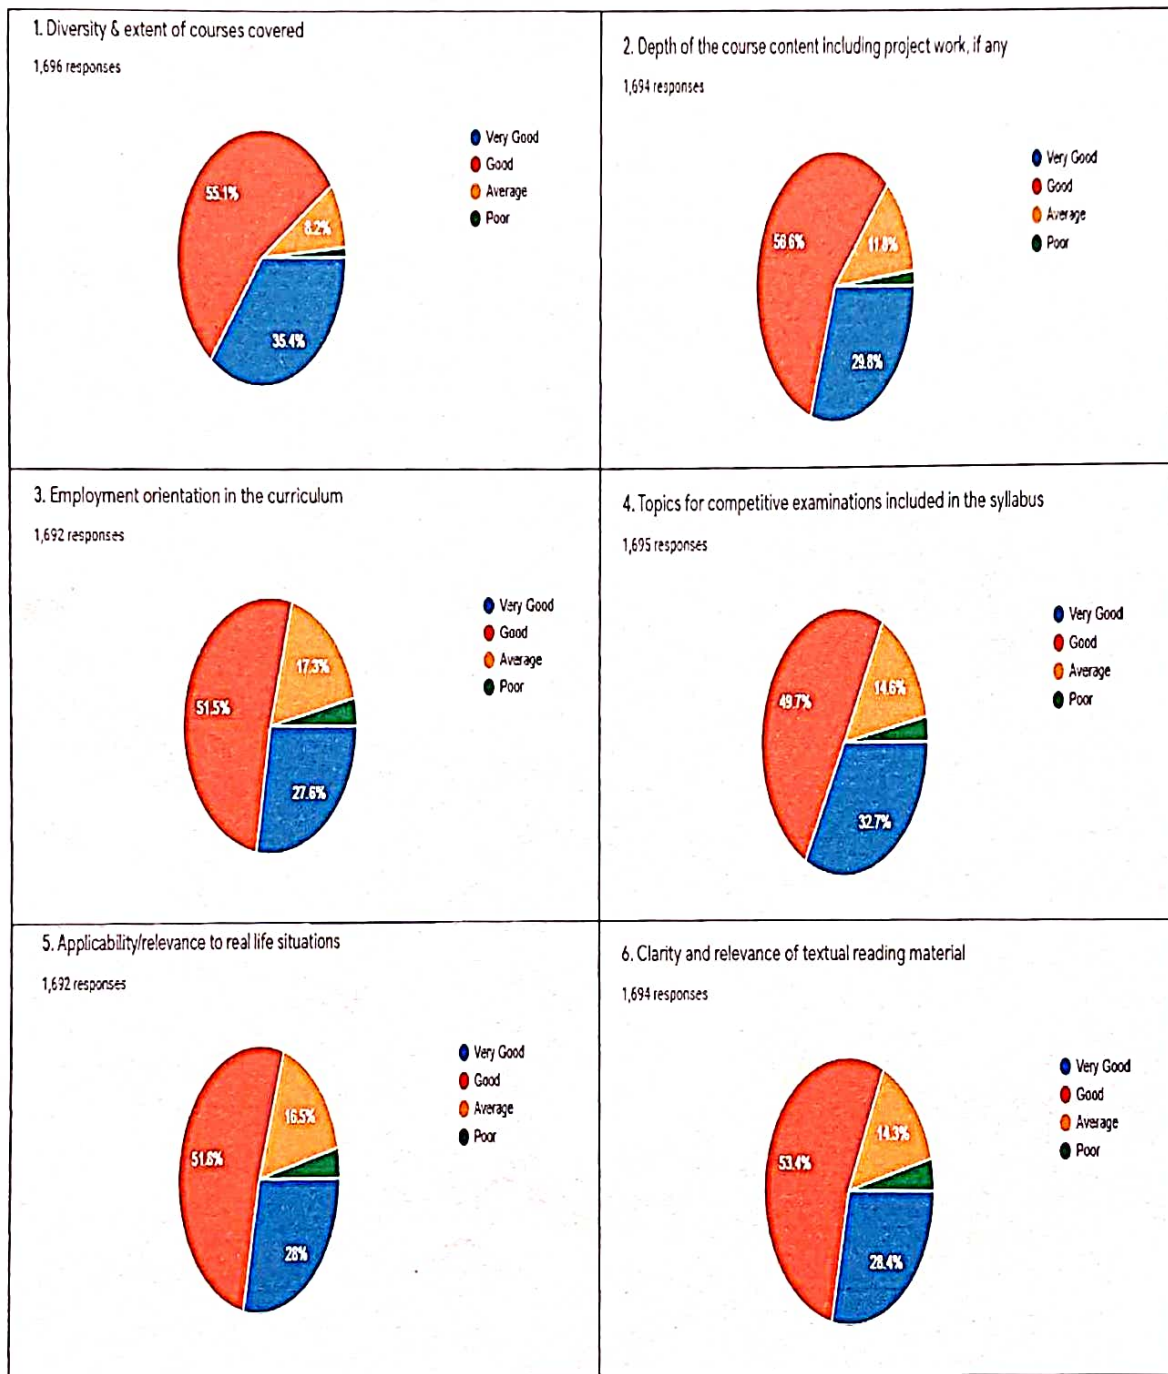 1. Diversity & extent of courses covered
1,696 responses
Very Good
Good
Average
Poor
55.1%
8.2%
35.4%
2. Depth of the course content including project work, if any
1,694 responses
Very Good
Good
Average
Poor
56.6%
11.8%
29.8%
3. Employment orientation in the curriculum
1,692 responses
Very Good
Good
Average
Poor
17.3%
51.5%
27.6%
4. Topics for competitive examinations included in the syllabus
1,695 responses
Very Good
Good
Average
Poor
14.6%
49.7%
32.7%
5. Applicability/relevance to real life situations
1,692 responses
Very Good
Good
Average
Poor
16.5%
28%
6. Clarity and relevance of textual reading material
1,694 responses
Very Good
Good
Average
Poor
14.3%
53.4%
28.4%